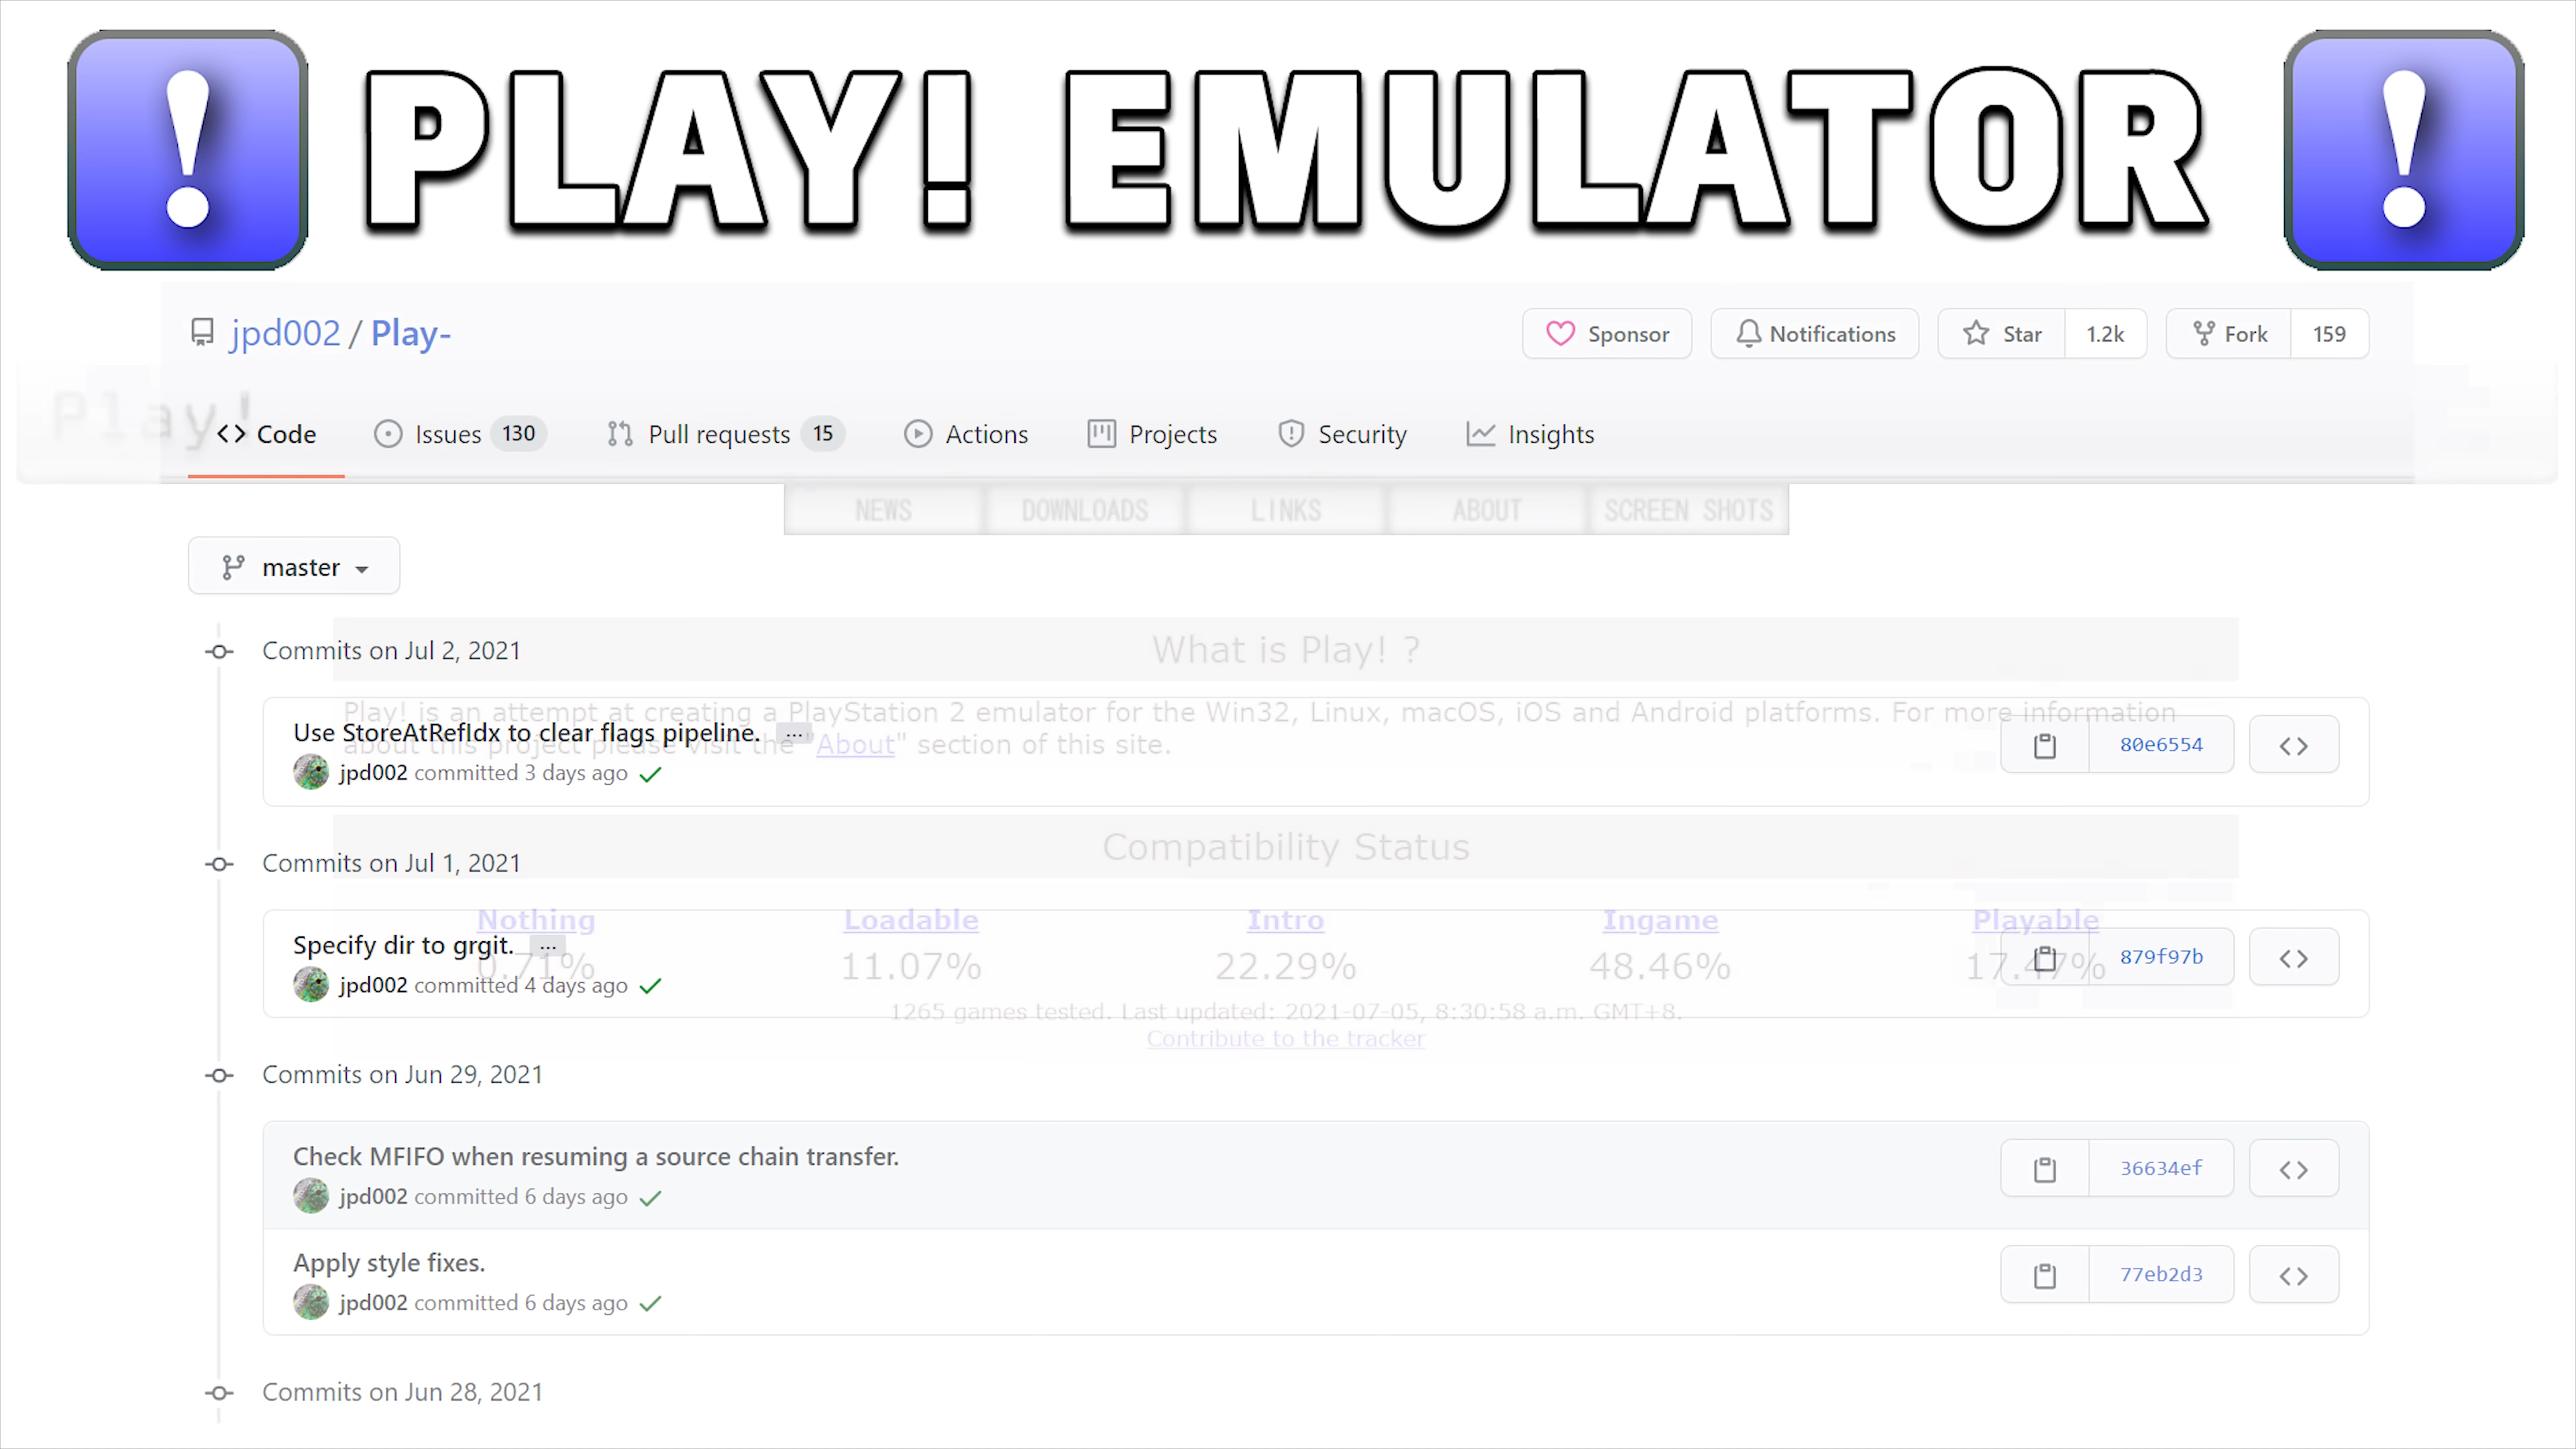 ! PLAY! EMULATOR !
jpd002 / Play-
Sponsor Notifications Star 1.2k Fork 159
Play!
Code Issues 130 Pull requests 15 Actions Projects Security Insights
NEWS DOWNLOADS LINKS ABOUT SCREEN SHOTS
master
Commits on Jul 2, 2021
What is Play! ?
Play! is an attempt at creating a PlayStation 2 emulator for the Win32, Linux, macOS, iOS and Android platforms. For more information
about this project please visit the "About" section of this site.
Use StoreAtRefIdx to clear flags pipeline. ...
80e6554
jpd002 committed 3 days ago
Compatibility Status
Commits on Jul 1, 2021
Nothing Loadable Intro Ingame Playable
0.71% 11.07% 22.29% 48.46% 17.47%
Specify dir to grgit. ...
879f97b
jpd002 committed 4 days ago
1265 games tested. Last updated: 2021-07-05, 8:30:58 a.m. GMT+8.
Contribute to the tracker
Commits on Jun 29, 2021
Check MFIFO when resuming a source chain transfer.
36634ef
jpd002 committed 6 days ago
Apply style fixes.
77eb2d3
jpd002 committed 6 days ago
Commits on Jun 28, 2021